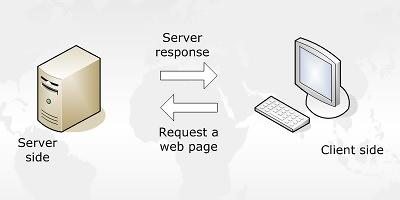 Server
response
Request a
web page
Server
side
Client side